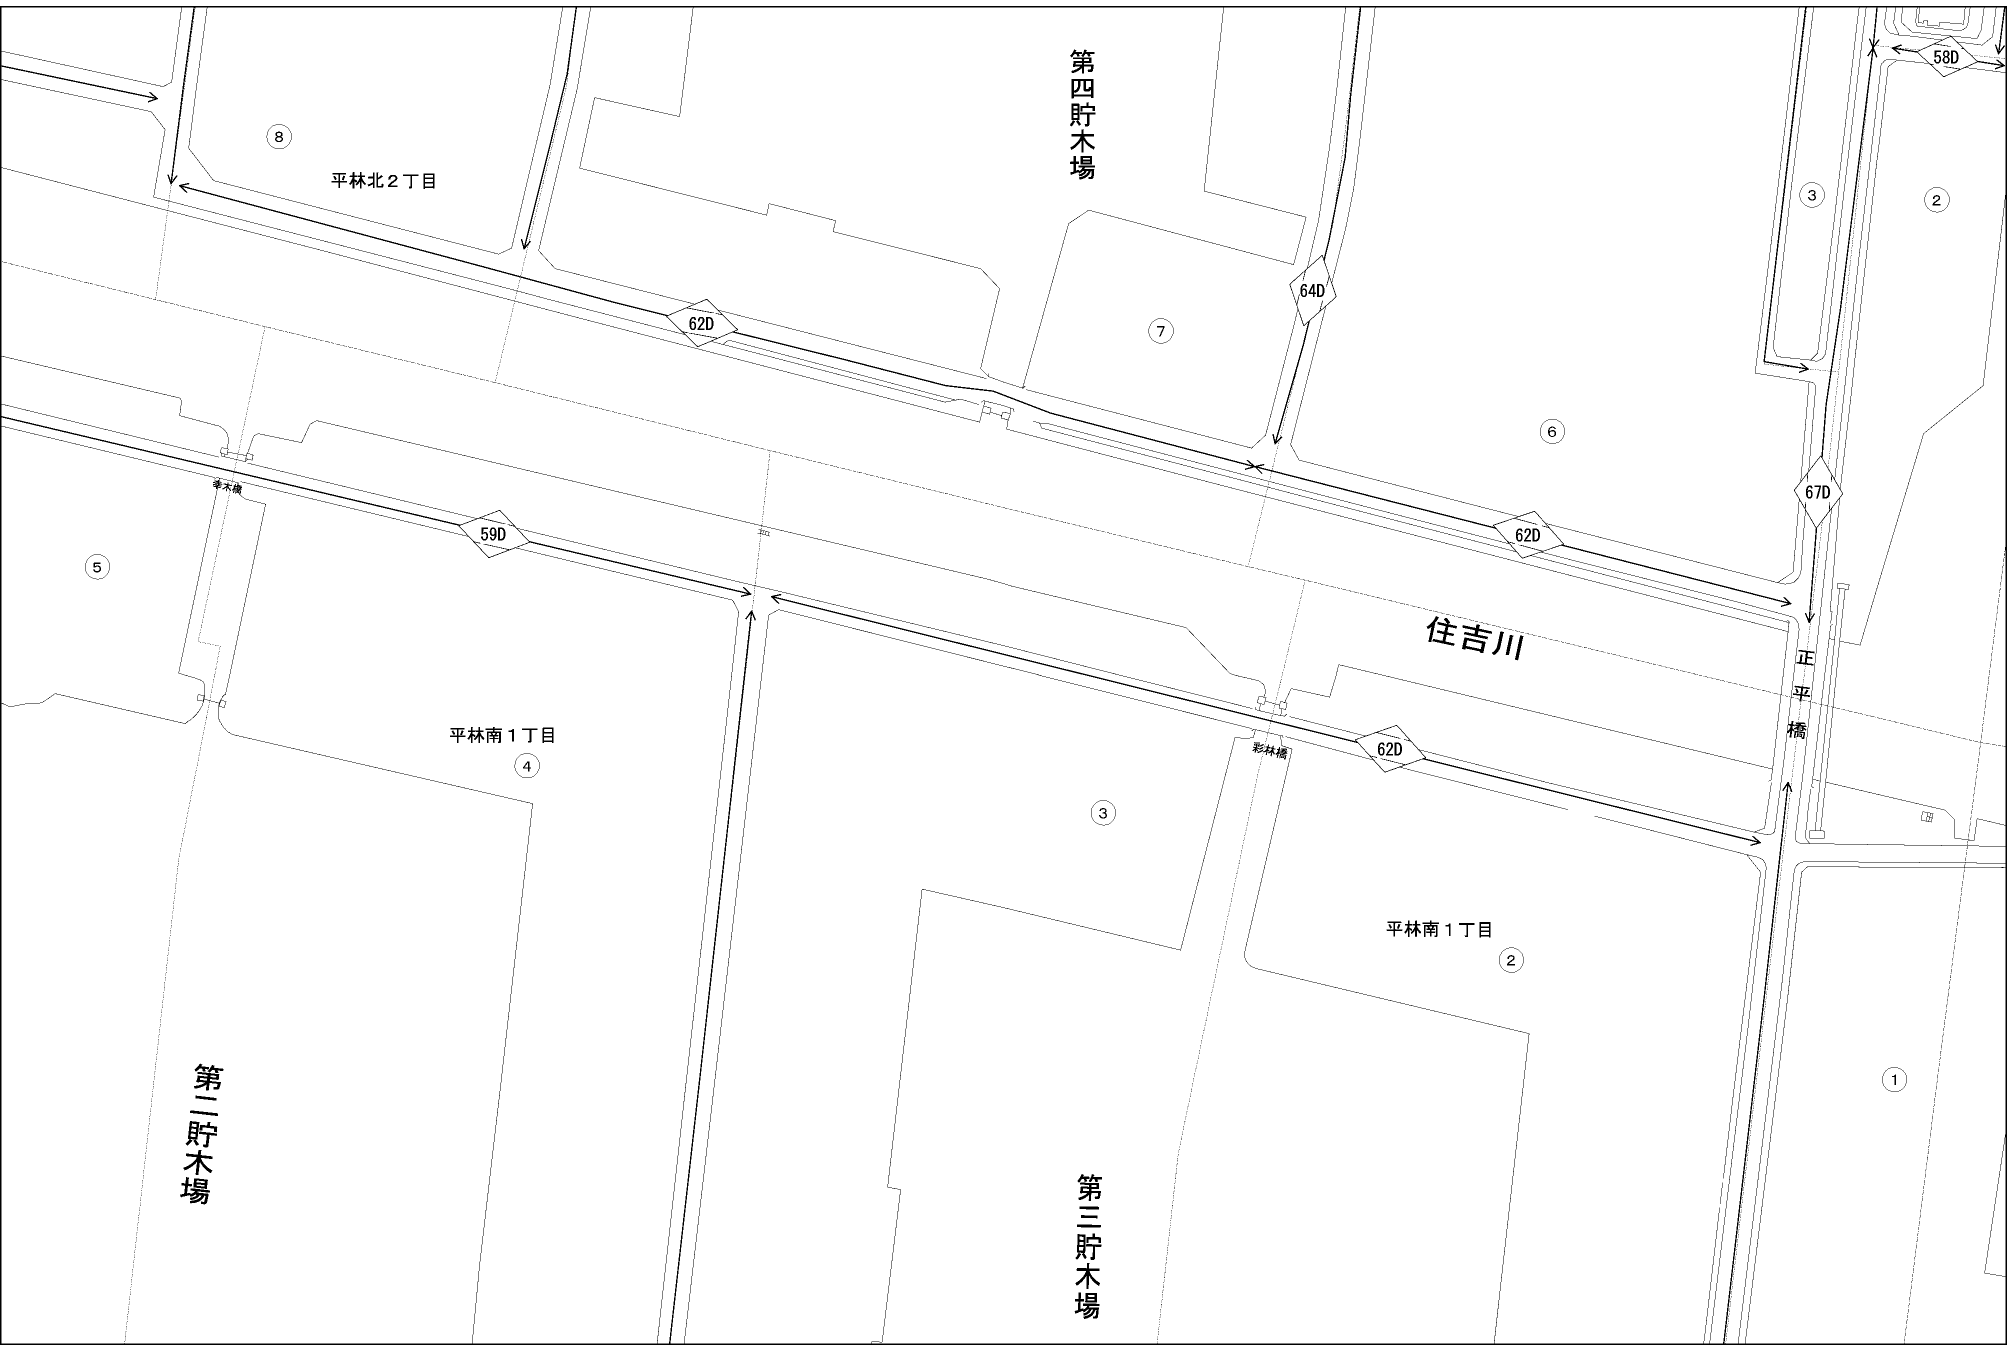 58D
第四貯木場
⑧
平林北2丁目
③
②
64D
62D
⑦
⑥
67D
幸木橋
59D
62D
⑤
住吉川
正平橋
平林南1丁目
④
彩林橋
62D
③
平林南1丁目
②
第二貯木場
①
第三貯木場